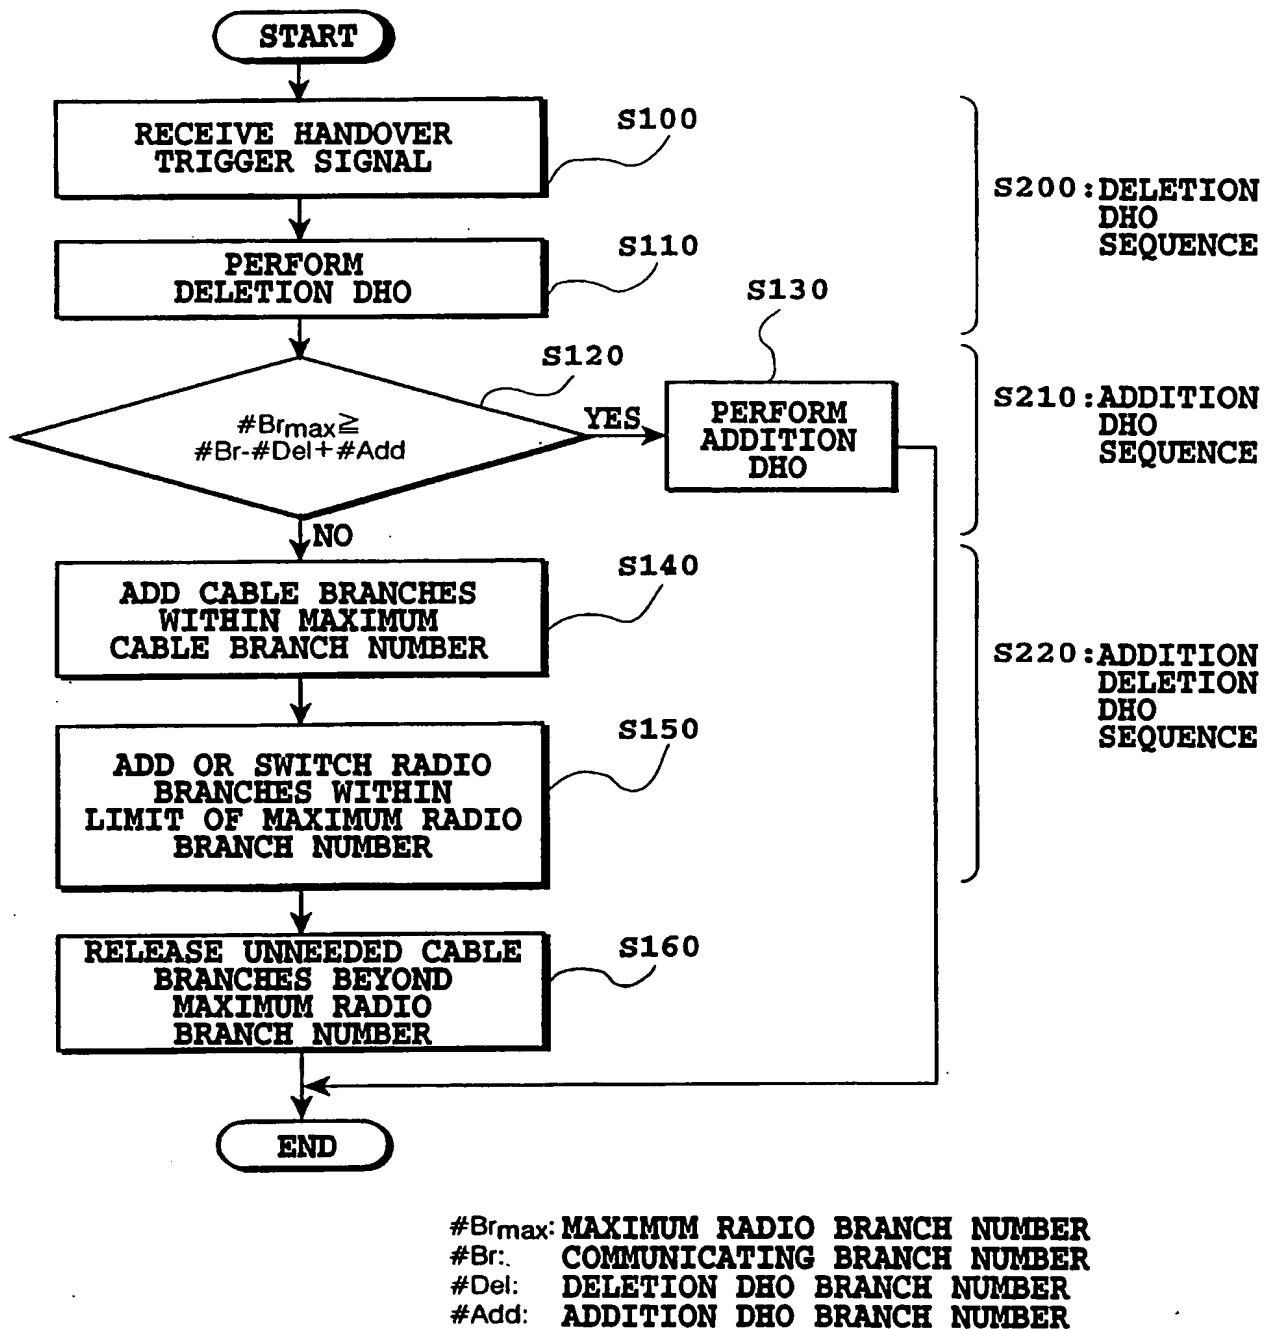 START
RECEIVE HANDOVER
TRIGGER SIGNAL
S100
PERFORM
DELETION DHO
S110
#Brmax≧
#Br-#Del+#Add
S120
YES
PERFORM
ADDITION
DHO
S130
NO
ADD CABLE BRANCHES
WITHIN MAXIMUM
CABLE BRANCH NUMBER
S140
ADD OR SWITCH RADIO
BRANCHES WITHIN
LIMIT OF MAXIMUM RADIO
BRANCH NUMBER
S150
RELEASE UNNEEDED CABLE
BRANCHES BEYOND
MAXIMUM RADIO
BRANCH NUMBER
S160
END
S200:DELETION
DHO
SEQUENCE
S210:ADDITION
DHO
SEQUENCE
S220:ADDITION
DELETION
DHO
SEQUENCE
#Brmax: MAXIMUM RADIO BRANCH NUMBER
#Br: COMMUNICATING BRANCH NUMBER
#Del: DELETION DHO BRANCH NUMBER
#Add: ADDITION DHO BRANCH NUMBER